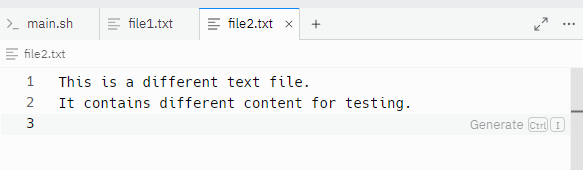 main.sh file1.txt file2.txt × +
file2.txt
1 This is a different text file.
2 It contains different content for testing.
3
Generate Ctrl I